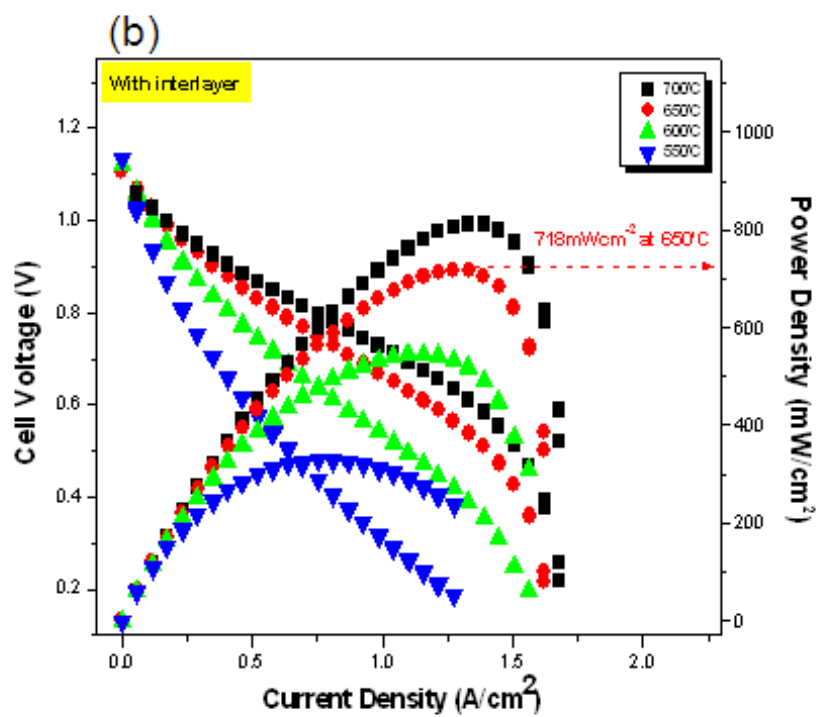 (b)
With interlayer
700℃
650℃
600℃
550℃
718mWcm⁻² at 650℃
Cell Voltage (V)
1.2
1.0
0.8
0.6
0.4
0.2
Power Density (mW/cm²)
1000
800
600
400
200
0
0.0 0.5 1.0 1.5 2.0
Current Density (A/cm²)